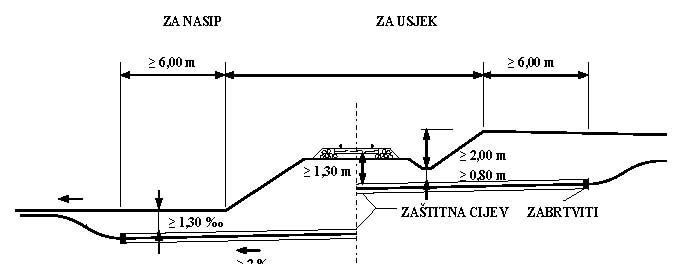 ZA NASIP ZA USJEK
≥ 6,00 m ≥ 6,00 m
≥ 2,00 m
≥ 1,30 m ≥ 0,80 m
ZAŠTITNA CIJEV ZABRTVITI
≥ 1,30 ‰
≥ 2 %